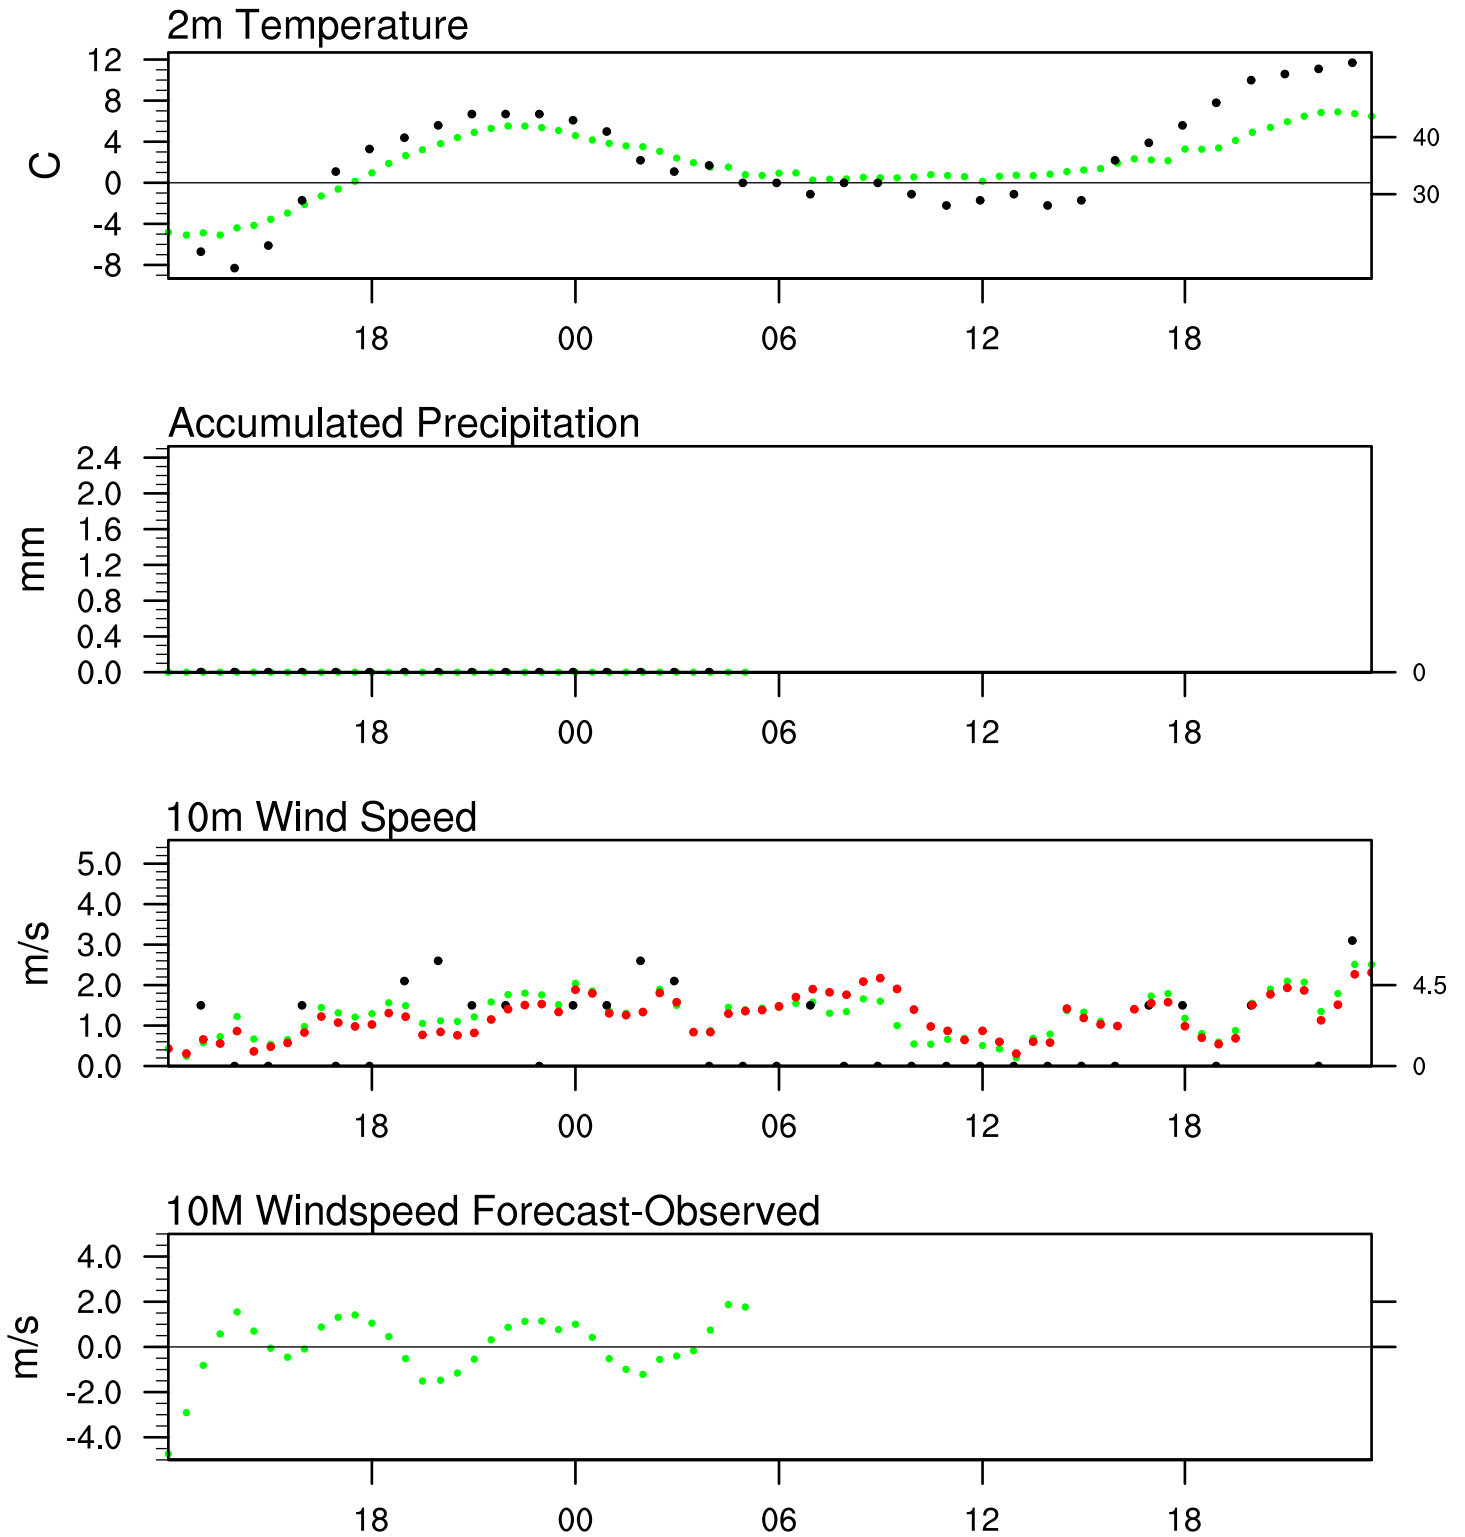 2m Temperature
12
8
4
0
-4
-8
C
40
30
18 00 06 12 18
Accumulated Precipitation
2.4
2.0
1.6
1.2
0.8
0.4
0.0
mm
0
18 00 06 12 18
10m Wind Speed
5.0
4.0
3.0
2.0
1.0
0.0
m/s
4.5
0
18 00 06 12 18
10M Windspeed Forecast-Observed
4.0
2.0
0.0
-2.0
-4.0
m/s
18 00 06 12 18